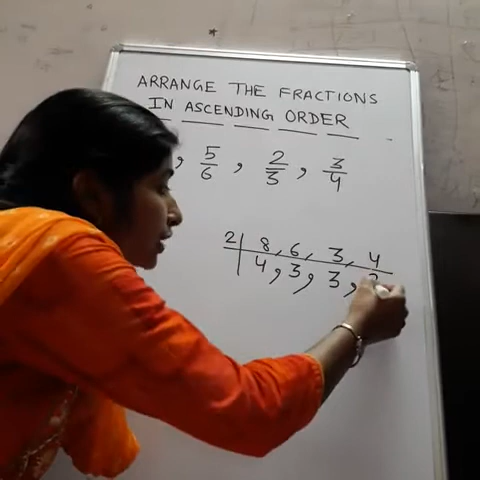 ARRANGE THE FRACTIONS
IN ASCENDING ORDER
, 5/6 , 2/3 , 3/4
2 | 8, 6, 3, 4
4, 3, 3,